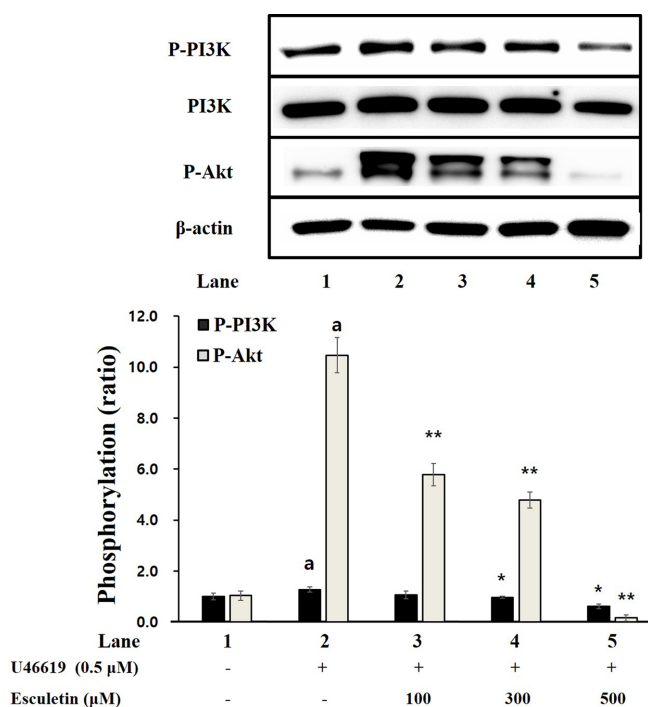 P-PI3K
PI3K
P-Akt
β-actin
Lane 1 2 3 4 5
Phosphorylation (ratio)
12.0
10.0
8.0
6.0
4.0
2.0
1.0
0.0
P-PI3K
P-Akt
a
a
**
**
*
*
**
Lane 1 2 3 4 5
U46619 (0.5 μM) - + + + +
Esculetin (μM) - - 100 300 500